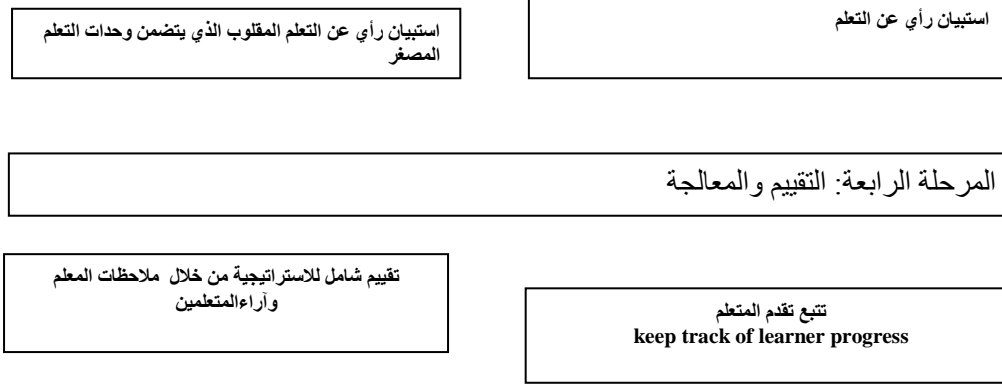 استبيان رأي عن التعلم
استبيان رأي عن التعلم المقلوب الذي يتضمن وحدات التعلم
المصغر
المرحلة الرابعة: التقييم والمعالجة
تتبع تقدم المتعلم
keep track of learner progress
تقييم شامل للاستراتيجية من خلال ملاحظات المعلم
وآراءالمتعلمين